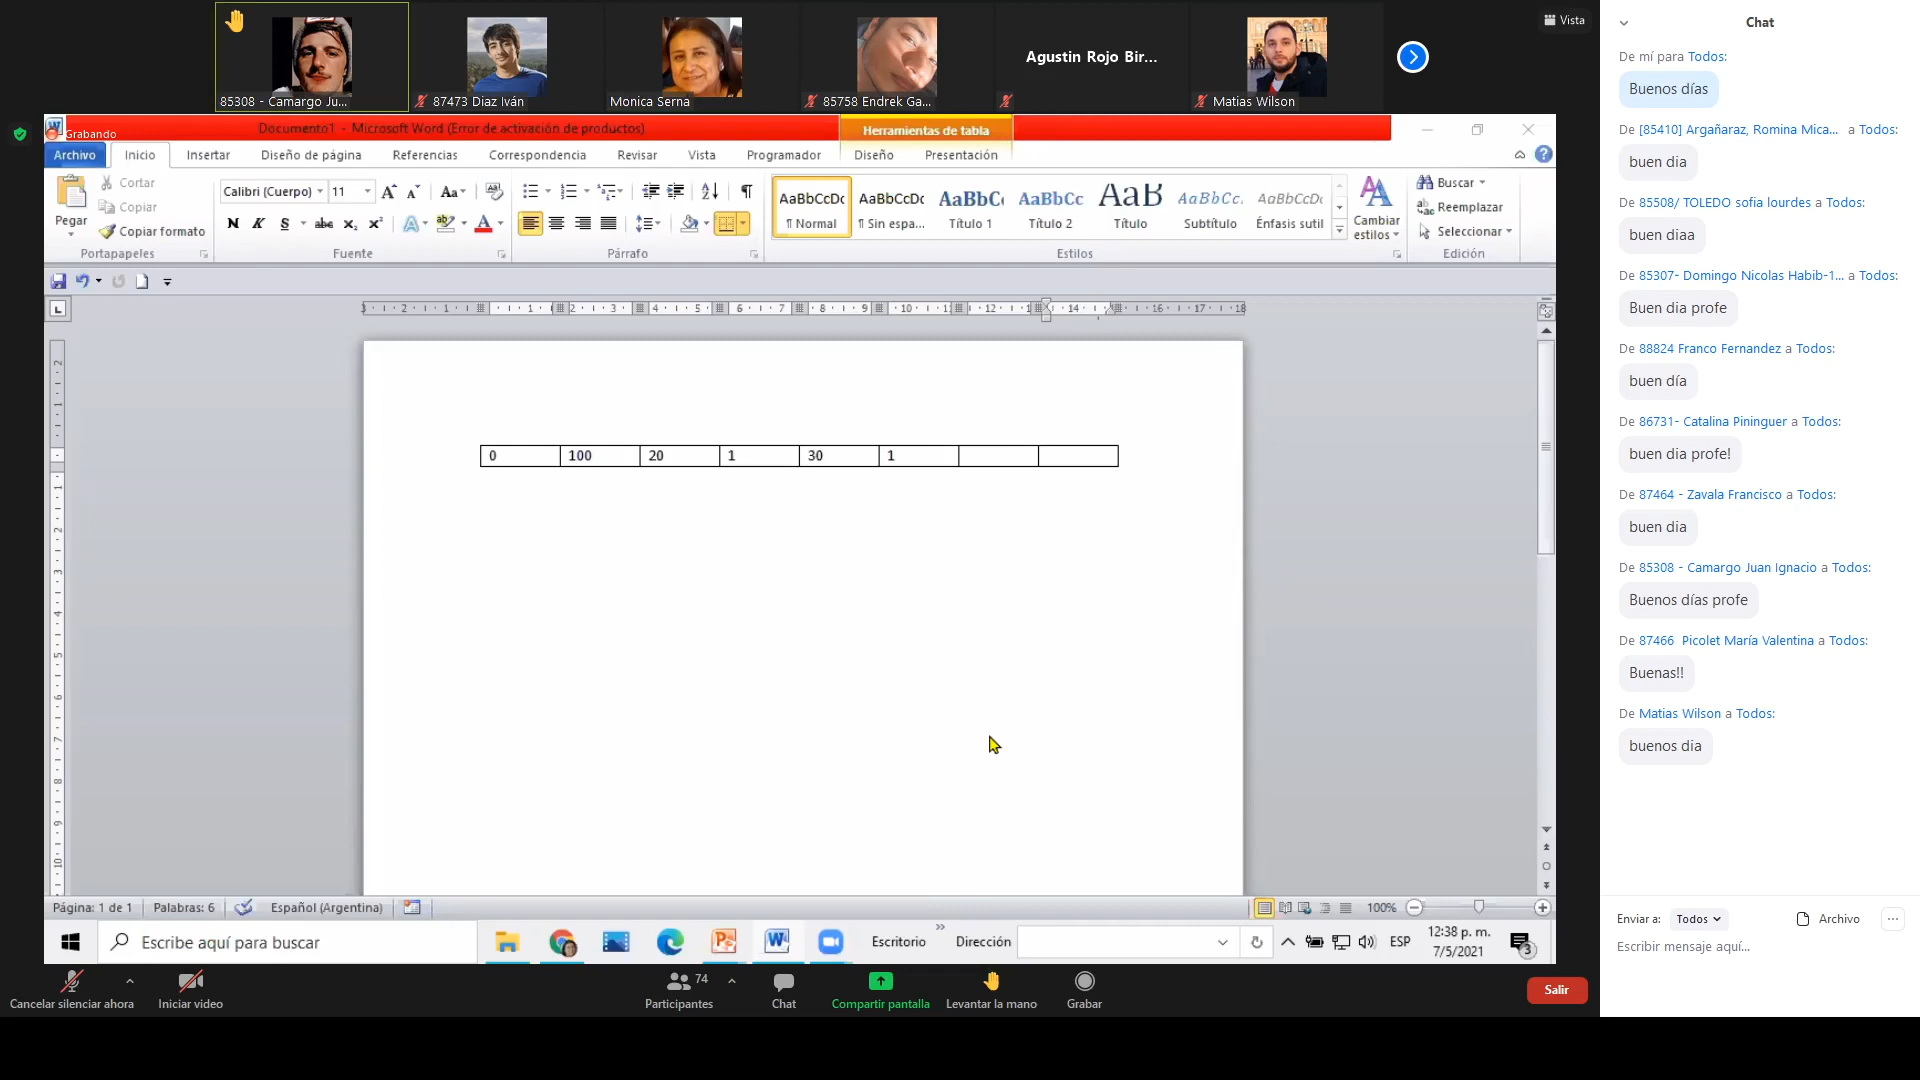 Vista
85308 - Camargo Ju...
87473 Diaz Iván
Monica Serna
85758 Endrek Ga...
Agustin Rojo Bir...
Matias Wilson
Grabando
Documento1 - Microsoft Word (Error de activación de productos)
Herramientas de tabla
Archivo Inicio Insertar Diseño de página Referencias Correspondencia Revisar Vista Programador Diseño Presentación
Pegar
Cortar
Copiar
Copiar formato
Portapapeles
Calibri (Cuerpo) 11
Fuente
Párrafo
AaBbCcDc AaBbCcDc AaBbC AaBbCc AaB AaBbCc. AaBbCcDc
¶ Normal ¶ Sin espa... Título 1 Título 2 Título Subtítulo Énfasis sutil
Cambiar estilos
Estilos
Buscar
Reemplazar
Seleccionar
Edición
0 100 20 1 30 1
Página: 1 de 1 Palabras: 6 Español (Argentina) 100%
Escribe aquí para buscar
Escritorio
Dirección
ESP
12:38 p. m.
7/5/2021
3
Cancelar silenciar ahora
Iniciar video
74
Participantes
Chat
Compartir pantalla
Levantar la mano
Grabar
Salir
Chat
De mí para Todos:
Buenos días
De [85410] Argañaraz, Romina Mica... a Todos:
buen dia
De 85508/ TOLEDO sofia lourdes a Todos:
buen diaa
De 85307- Domingo Nicolas Habib-1... a Todos:
Buen dia profe
De 88824 Franco Fernandez a Todos:
buen día
De 86731- Catalina Pininguer a Todos:
buen dia profe!
De 87464 - Zavala Francisco a Todos:
buen dia
De 85308 - Camargo Juan Ignacio a Todos:
Buenos días profe
De 87466 Picolet María Valentina a Todos:
Buenas!!
De Matias Wilson a Todos:
buenos dia
Enviar a: Todos
Archivo
Escribir mensaje aquí...